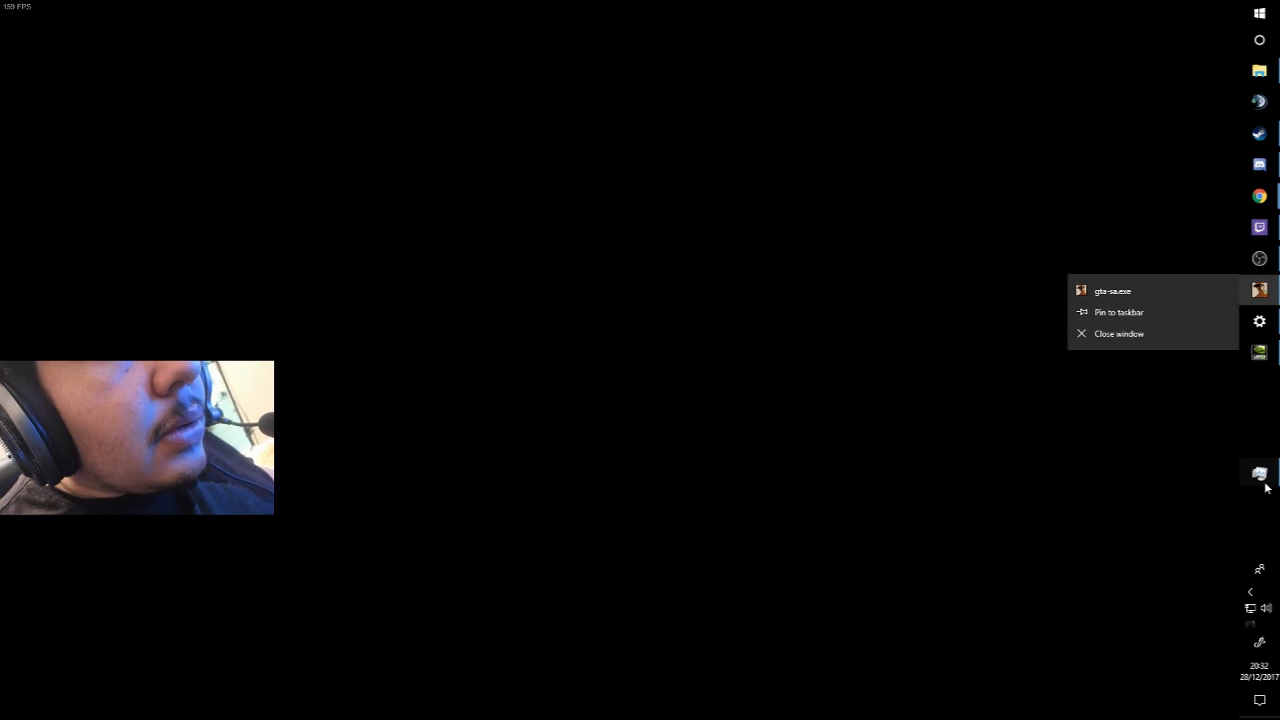 159 FPS
gta-sa.exe
Pin to taskbar
Close window
20:32
28/12/2017